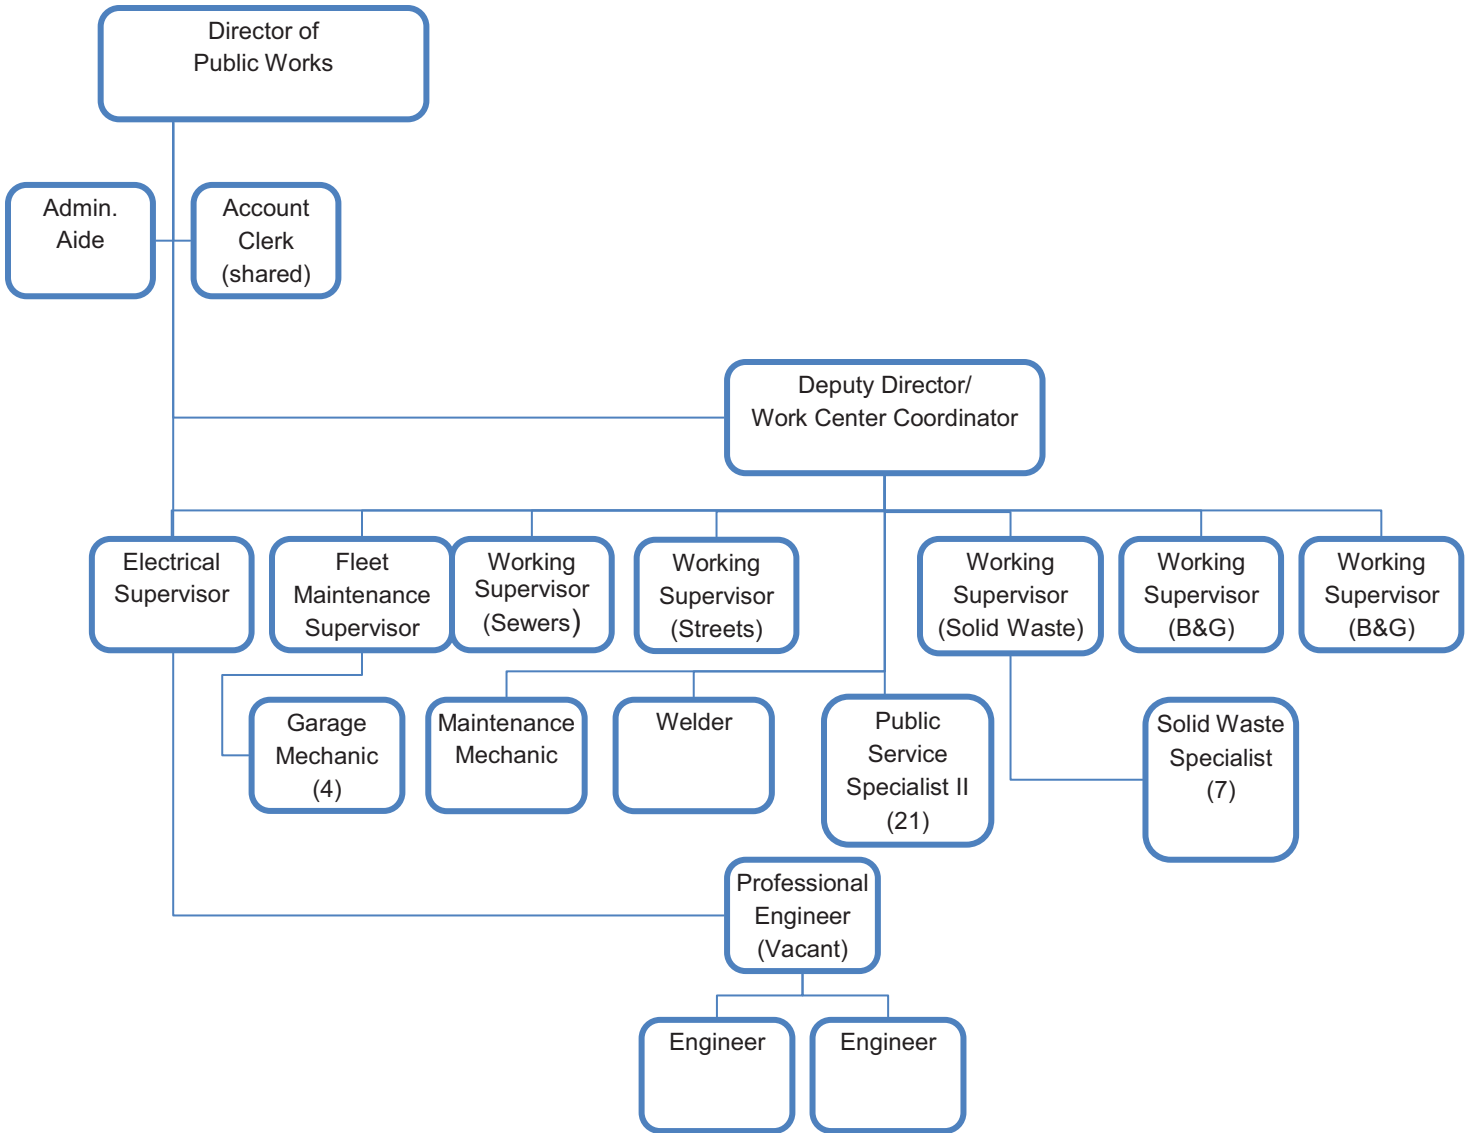 Director of
Public Works
Admin.
Aide
Account
Clerk
(shared)
Deputy Director/
Work Center Coordinator
Electrical
Supervisor
Fleet
Maintenance
Supervisor
Working
Supervisor
(Sewers)
Working
Supervisor
(Streets)
Working
Supervisor
(Solid Waste)
Working
Supervisor
(B&G)
Working
Supervisor
(B&G)
Garage
Mechanic
(4)
Maintenance
Mechanic
Welder
Public
Service
Specialist II
(21)
Solid Waste
Specialist
(7)
Professional
Engineer
(Vacant)
Engineer
Engineer